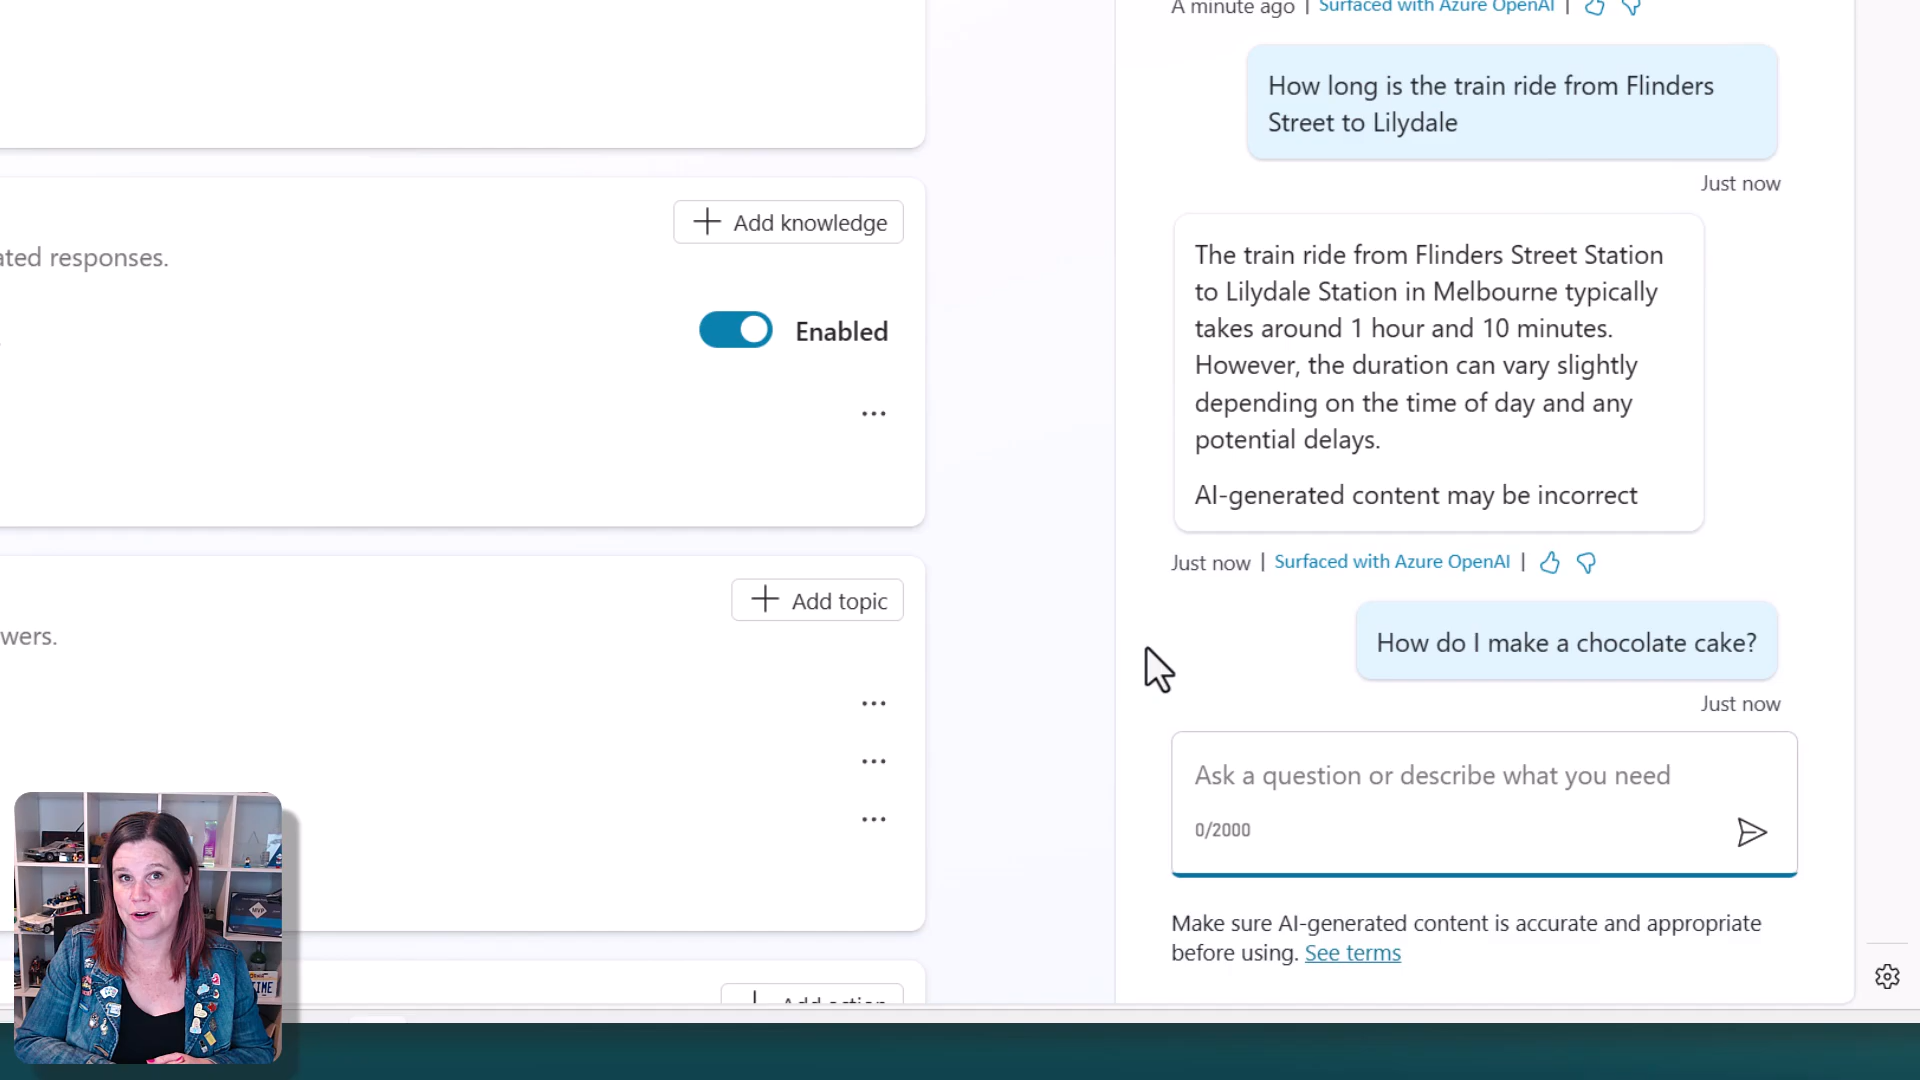 A minute ago | Surfaced with Azure OpenAI |
How long is the train ride from Flinders
Street to Lilydale
Just now
Add knowledge
ated responses.
The train ride from Flinders Street Station
to Lilydale Station in Melbourne typically
takes around 1 hour and 10 minutes.
However, the duration can vary slightly
depending on the time of day and any
potential delays.
AI-generated content may be incorrect
Enabled
Just now | Surfaced with Azure OpenAI |
Add topic
wers.
How do I make a chocolate cake?
Just now
Ask a question or describe what you need
0/2000
Make sure AI-generated content is accurate and appropriate
before using. See terms
Add action
MVP
TIME